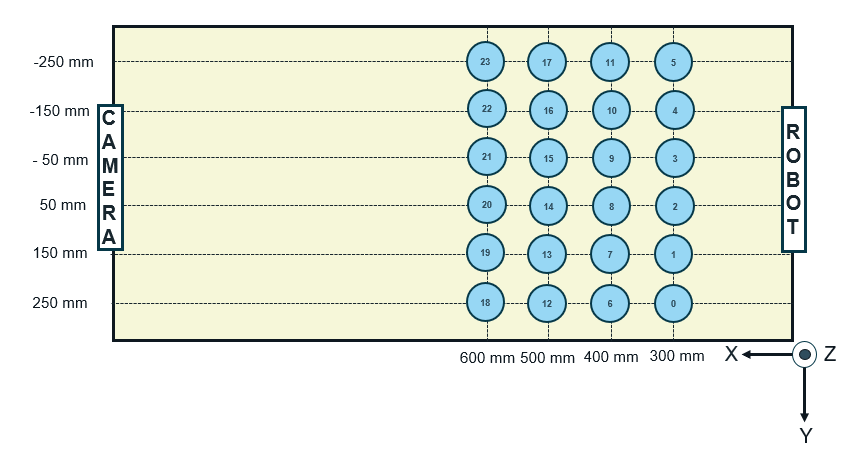 -250 mm 23 17 11 5
-150 mm 22 16 10 4
- 50 mm 21 15 9 3
50 mm 20 14 8 2
150 mm 19 13 7 1
250 mm 18 12 6 0
CAMERA
ROBOT
600 mm 500 mm 400 mm 300 mm
X
Z
Y